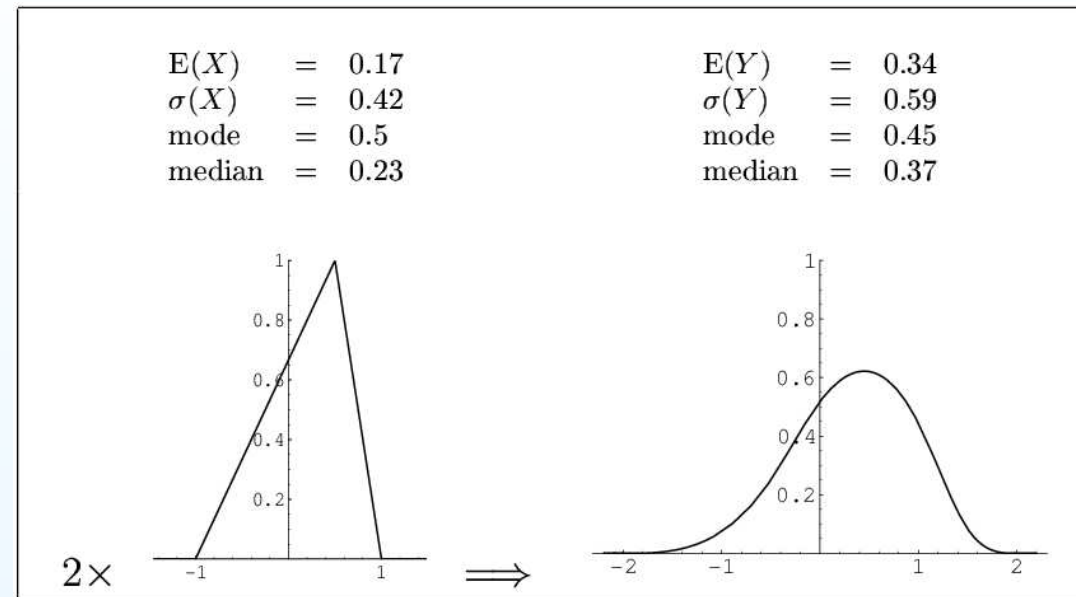 E(X) = 0.17
σ(X) = 0.42
mode = 0.5
median = 0.23
E(Y) = 0.34
σ(Y) = 0.59
mode = 0.45
median = 0.37
1
0.8
0.6
0.4
0.2
-1 1
1
0.8
0.6
0.4
0.2
-2 -1 1 2
2× ⟹